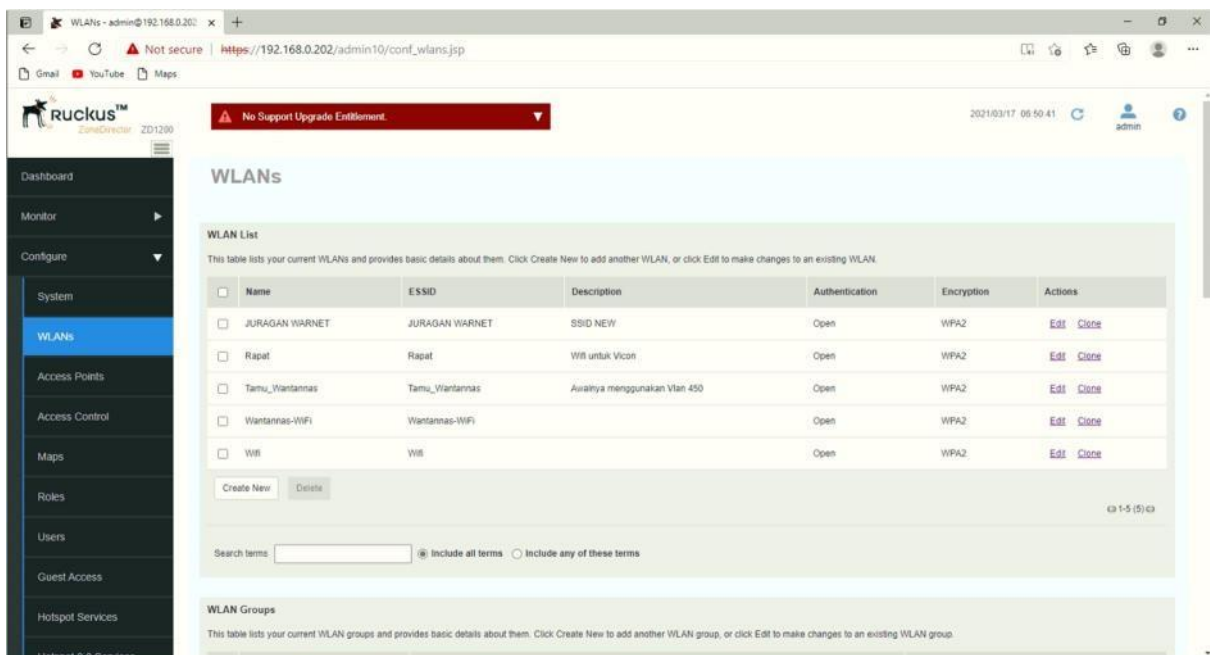 WLANs - admin@192.168.0.202
Not secure https://192.168.0.202/admin10/conf_wlans.jsp
Gmail YouTube Maps
RUCKUS™
ZoneDirector ZD1200
No Support Upgrade Entitlement.
2021/03/17 06:50:41
admin
Dashboard
Monitor
Configure
System
WLANs
Access Points
Access Control
Maps
Roles
Users
Guest Access
Hotspot Services
WLANs
WLAN List
This table lists your current WLANs and provides basic details about them. Click Create New to add another WLAN, or click Edit to make changes to an existing WLAN.
Name ESSID Description Authentication Encryption Actions
JURAGAN WARNET JURAGAN WARNET SSID NEW Open WPA2 Edit Clone
Rapat Rapat Wifi untuk Vicon Open WPA2 Edit Clone
Tamu_Wantannas Tamu_Wantannas Awalnya menggunakan Vlan 450 Open WPA2 Edit Clone
Wantannas-WiFi Wantannas-WiFi Open WPA2 Edit Clone
Wifi Wifi Open WPA2 Edit Clone
Create New Delete
1-5 (5)
Search terms Include all terms Include any of these terms
WLAN Groups
This table lists your current WLAN groups and provides basic details about them. Click Create New to add another WLAN group, or click Edit to make changes to an existing WLAN group.